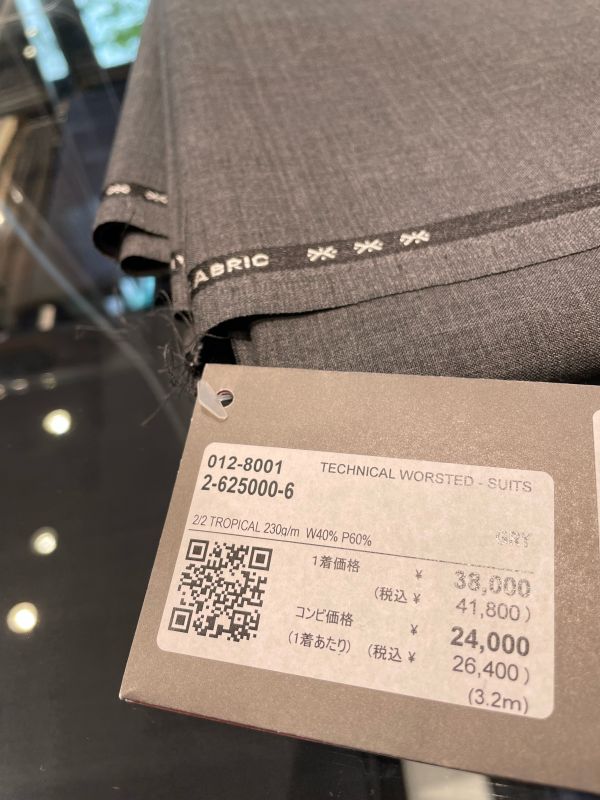 ABRIC
012-8001
TECHNICAL WORSTED - SUITS
2-625000-6
2/2 TROPICAL 230g/m W40% P60%
GRY
1着価格 ¥ 38,000
(税込 ¥ 41,800)
コンビ価格 ¥ 24,000
(1着あたり) (税込 ¥ 26,400)
(3.2m)